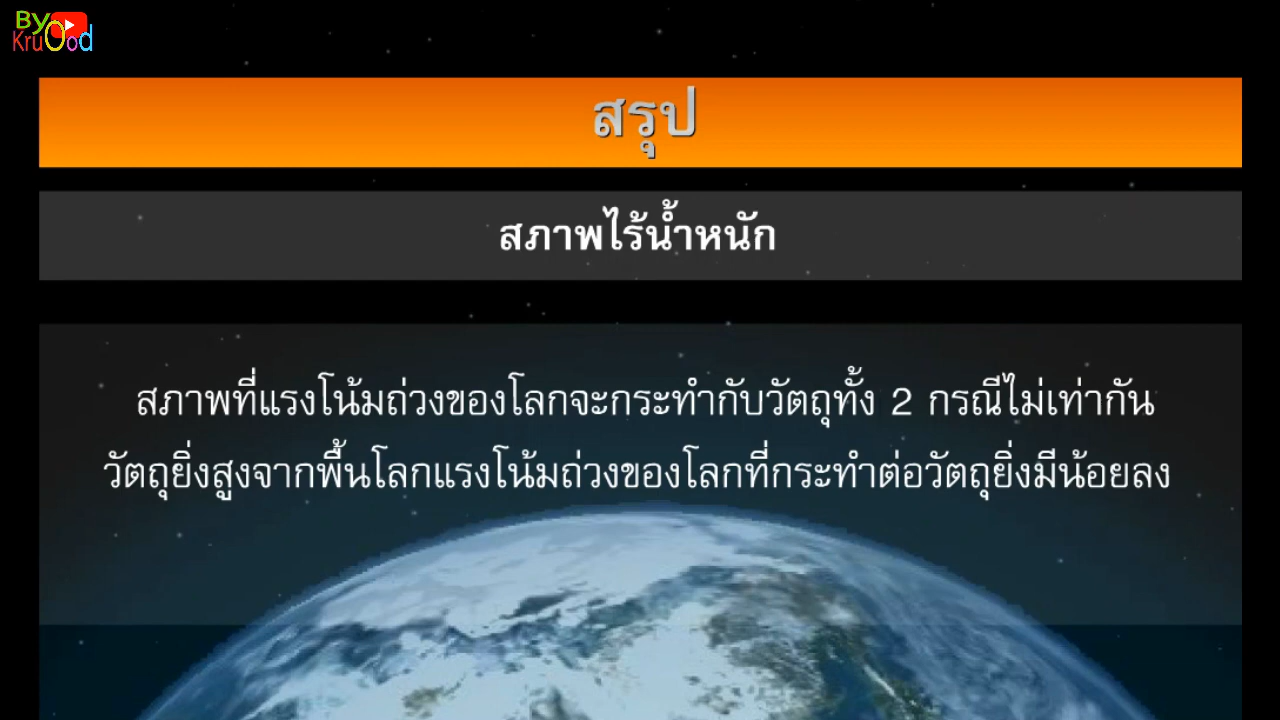 By
KruOod
สรุป
สภาพไร้น้ำหนัก
สภาพที่แรงโน้มถ่วงของโลกจะกระทำกับวัตถุทั้ง 2 กรณีไม่เท่ากัน
วัตถุยิ่งสูงจากพื้นโลกแรงโน้มถ่วงของโลกที่กระทำต่อวัตถุยิ่งมีน้อยลง